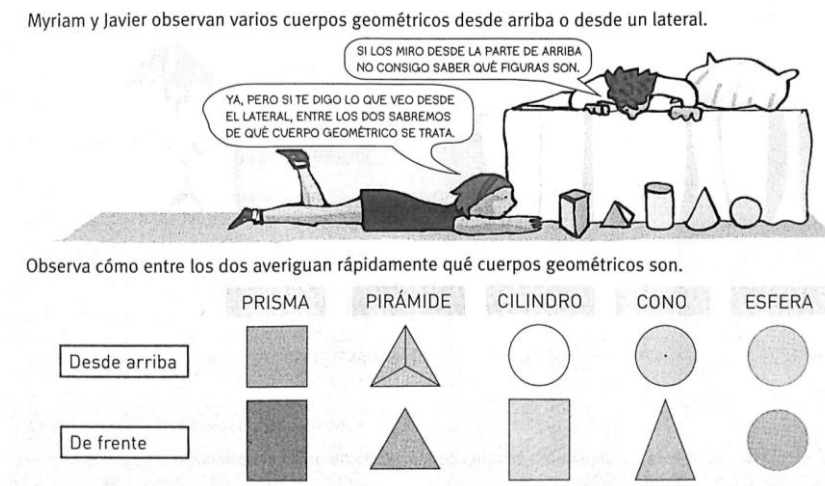 Myriam y Javier observan varios cuerpos geométricos desde arriba o desde un lateral.
SI LOS MIRO DESDE LA PARTE DE ARRIBA
NO CONSIGO SABER QUÉ FIGURAS SON.
YA, PERO SI TE DIGO LO QUE VEO DESDE
EL LATERAL, ENTRE LOS DOS SABREMOS
DE QUÉ CUERPO GEOMÉTRICO SE TRATA.
Observa cómo entre los dos averiguan rápidamente qué cuerpos geométricos son.
PRISMA PIRÁMIDE CILINDRO CONO ESFERA
Desde arriba
De frente